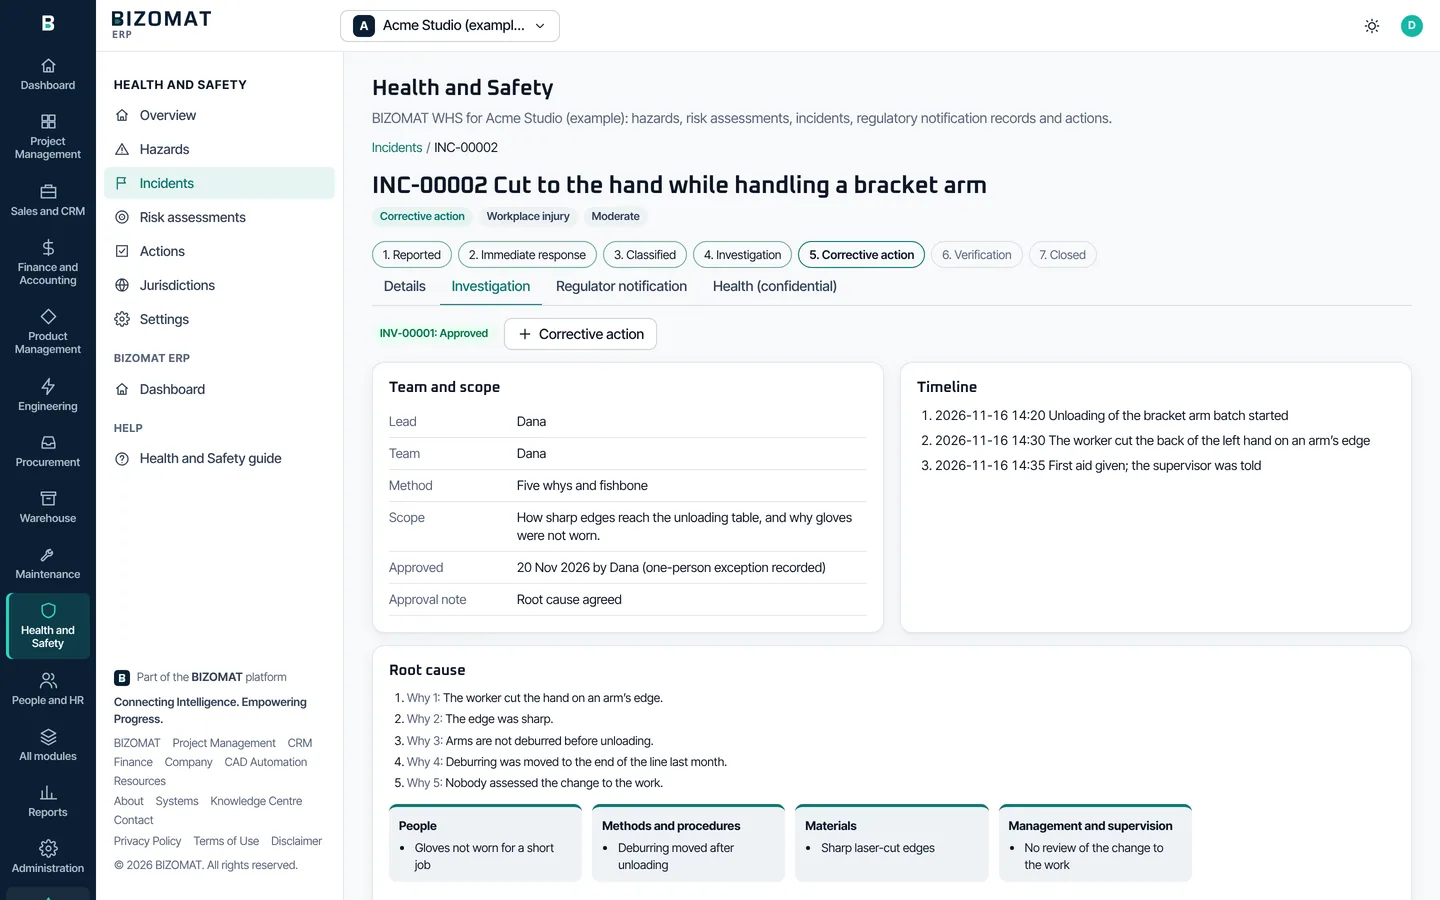 B
Dashboard
Project
Management
Sales and CRM
Finance and
Accounting
Product
Management
Engineering
Procurement
Warehouse
Maintenance
Health and
Safety
People and HR
All modules
Reports
Administration
BIZOMAT
ERP
A
Acme Studio (exampl...
D
HEALTH AND SAFETY
Overview
Hazards
Incidents
Risk assessments
Actions
Jurisdictions
Settings
BIZOMAT ERP
Dashboard
HELP
Health and Safety guide
B Part of the BIZOMAT platform
Connecting Intelligence. Empowering
Progress.
BIZOMAT Project Management CRM
Finance Company CAD Automation
Resources
About Systems Knowledge Centre
Contact
Privacy Policy Terms of Use Disclaimer
© 2026 BIZOMAT. All rights reserved.
Health and Safety
BIZOMAT WHS for Acme Studio (example): hazards, risk assessments, incidents, regulatory notification records and actions.
Incidents / INC-00002
INC-00002 Cut to the hand while handling a bracket arm
Corrective action Workplace injury Moderate
1. Reported 2. Immediate response 3. Classified 4. Investigation 5. Corrective action 6. Verification 7. Closed
Details Investigation Regulator notification Health (confidential)
INV-00001: Approved + Corrective action
Team and scope
Lead Dana
Team Dana
Method Five whys and fishbone
Scope How sharp edges reach the unloading table, and why gloves
were not worn.
Approved 20 Nov 2026 by Dana (one-person exception recorded)
Approval note Root cause agreed
Timeline
1. 2026-11-16 14:20 Unloading of the bracket arm batch started
2. 2026-11-16 14:30 The worker cut the back of the left hand on an arm's edge
3. 2026-11-16 14:35 First aid given; the supervisor was told
Root cause
1. Why 1: The worker cut the hand on an arm's edge.
2. Why 2: The edge was sharp.
3. Why 3: Arms are not deburred before unloading.
4. Why 4: Deburring was moved to the end of the line last month.
5. Why 5: Nobody assessed the change to the work.
People
• Gloves not worn for a short
job
Methods and procedures
• Deburring moved after
unloading
Materials
• Sharp laser-cut edges
Management and supervision
• No review of the change to
the work